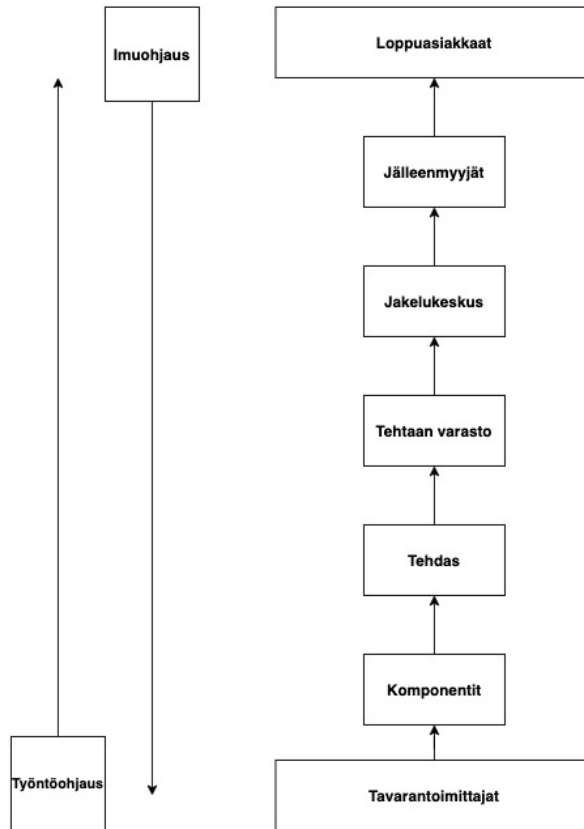 Imuohjaus
Loppuasiakkaat
Jälleenmyyjät
Jakelukeskus
Tehtaan varasto
Tehdas
Komponentit
Työntöohjaus
Tavarantoimittajat